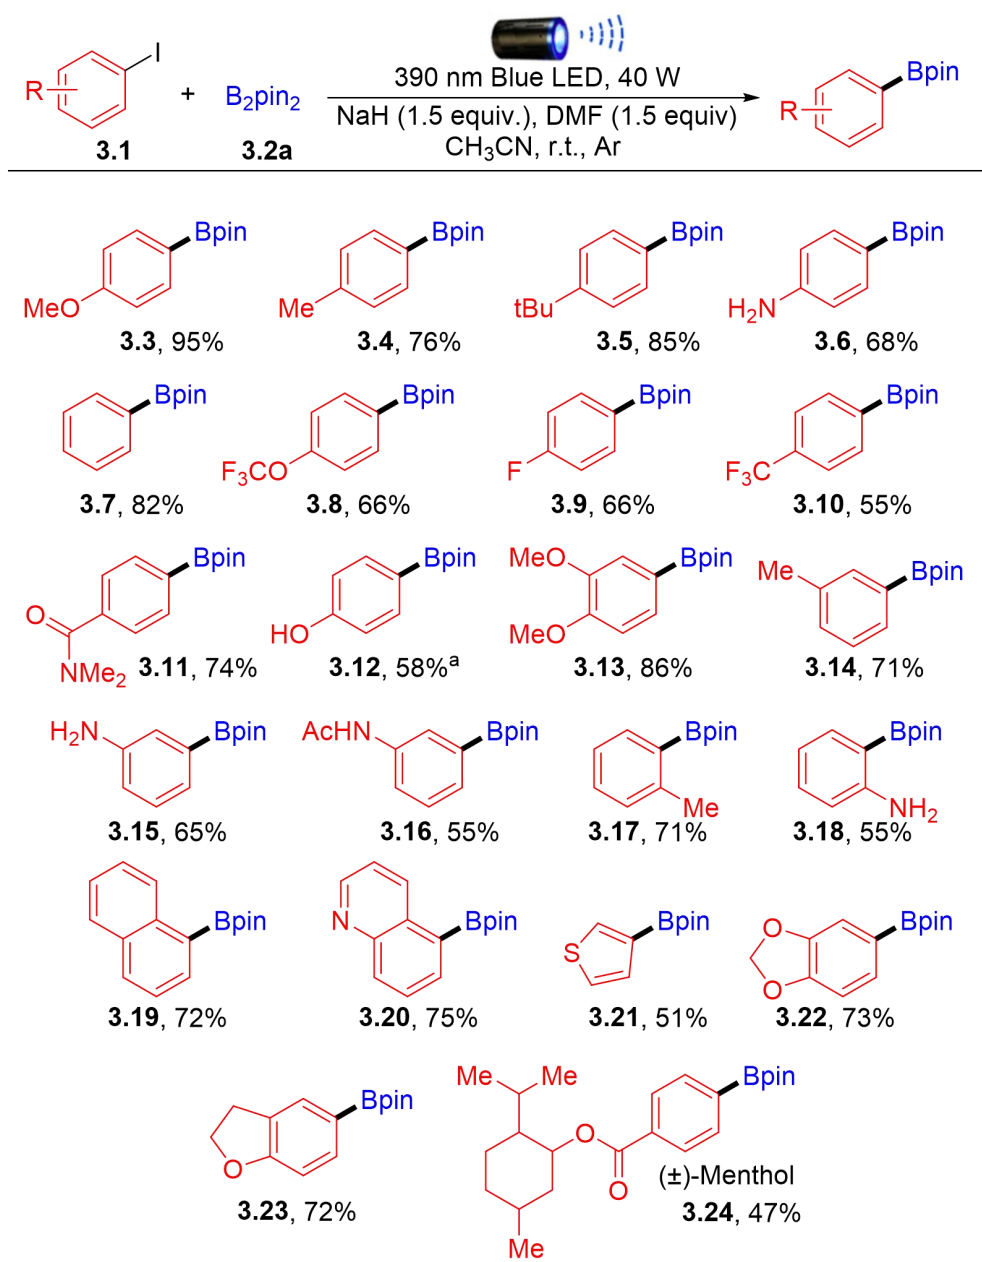 I
R
+
B2pin2
3.1
3.2a
390 nm Blue LED, 40 W
NaH (1.5 equiv.), DMF (1.5 equiv)
CH3CN, r.t., Ar
Bpin
R
Bpin
MeO
3.3, 95%
Bpin
Me
3.4, 76%
Bpin
tBu
3.5, 85%
Bpin
H2N
3.6, 68%
Bpin
3.7, 82%
Bpin
F3CO
3.8, 66%
Bpin
F
3.9, 66%
Bpin
F3C
3.10, 55%
Bpin
O
NMe2
3.11, 74%
Bpin
HO
3.12, 58%a
MeO
Bpin
MeO
3.13, 86%
Me
Bpin
3.14, 71%
H2N
Bpin
3.15, 65%
AcHN
Bpin
3.16, 55%
Bpin
Me
3.17, 71%
Bpin
NH2
3.18, 55%
Bpin
3.19, 72%
N
Bpin
3.20, 75%
Bpin
S
3.21, 51%
O
Bpin
O
3.22, 73%
Bpin
O
3.23, 72%
Me
Me
Bpin
O
O
(±)-Menthol
3.24, 47%
Me